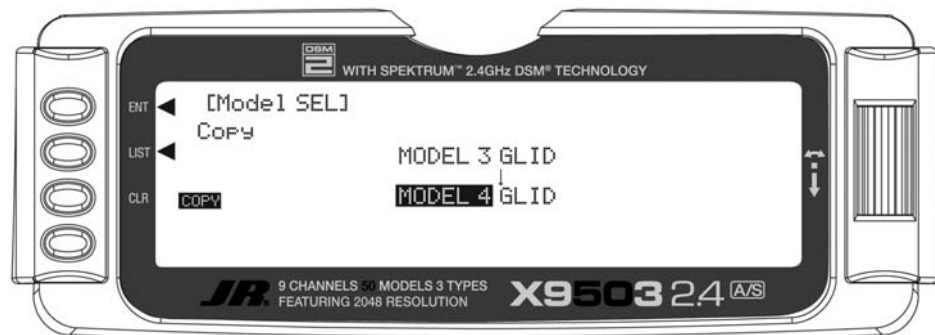 DSM
2 WITH SPEKTRUM™ 2.4GHz DSM® TECHNOLOGY
ENT [Model SEL]
Copy
LIST
MODEL 3 GLID
CLR COPY MODEL 4 GLID
JR. 9 CHANNELS 50 MODELS 3 TYPES
FEATURING 2048 RESOLUTION
X9503 2.4 A/S